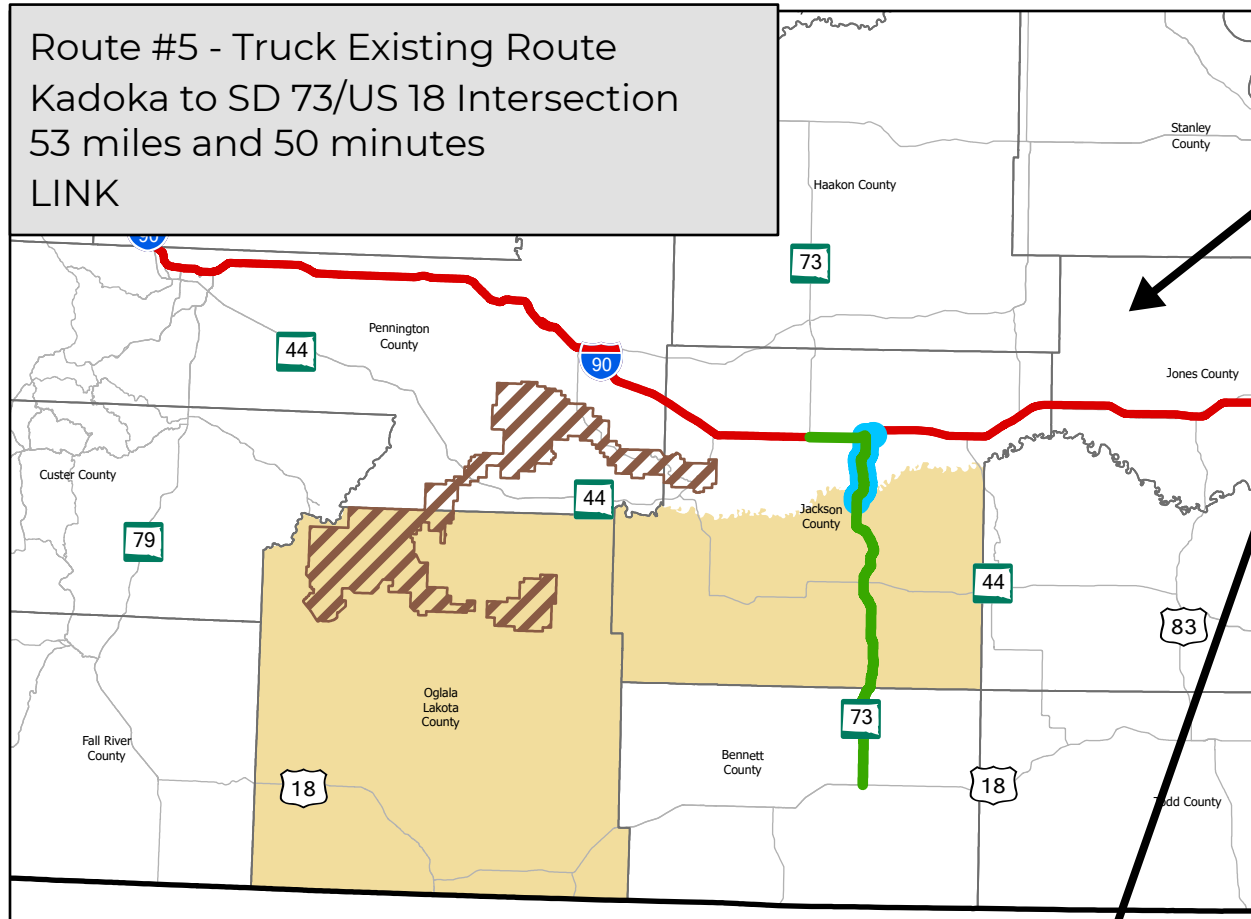 Route #5 - Truck Existing Route
Kadoka to SD 73/US 18 Intersection
53 miles and 50 minutes
LINK
Stanley
County
Haakon County
90
73
Pennington
County
44
90
Jones County
Custer County
44
Jackson
County
79
44
83
Oglala
Lakota
County
73
Fall River
County
Bennett
County
18
18
Todd County